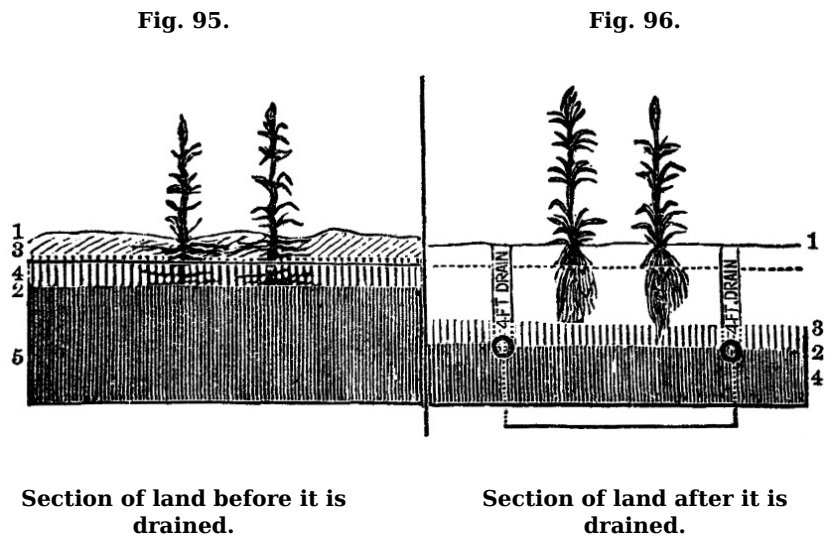 Fig. 95.
Fig. 96.
1
3
4
2
5
4 FT DRAIN
4 FT. DRAIN
1
3
2
4
Section of land before it is
drained.
Section of land after it is
drained.